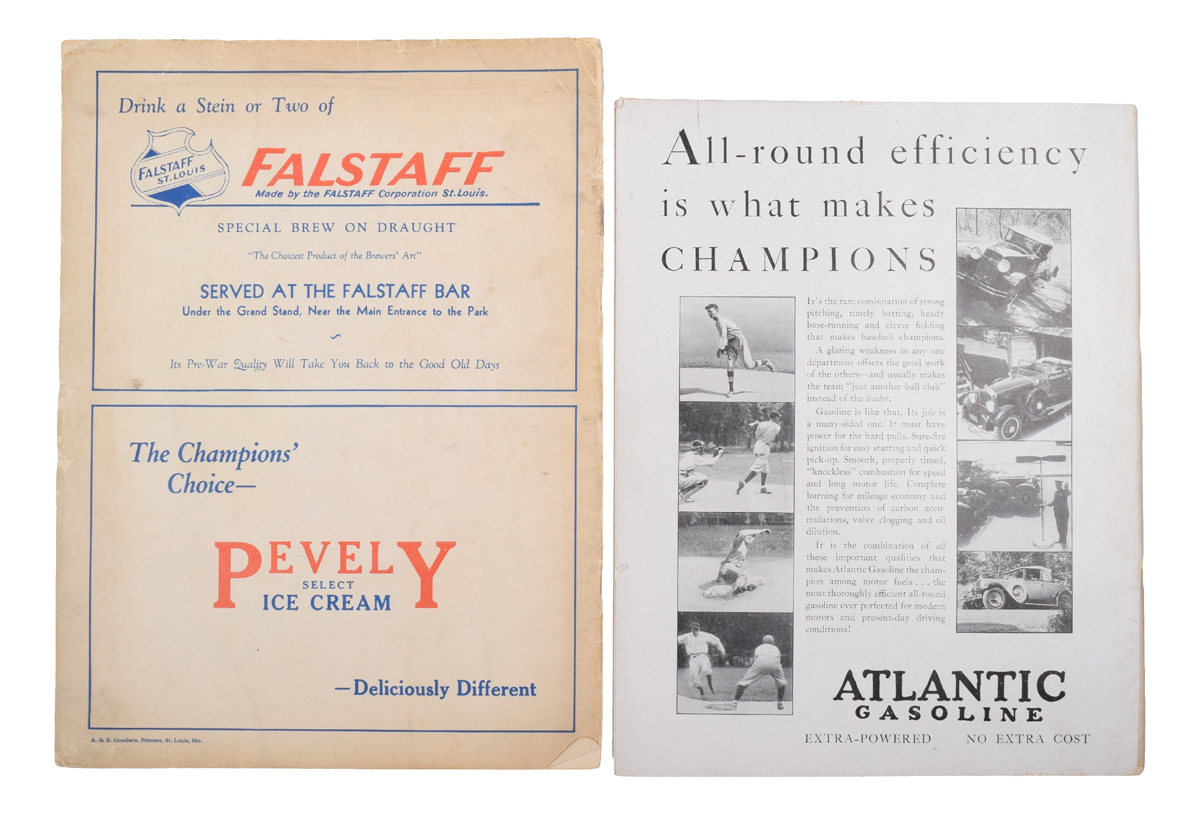 Drink a Stein or Two of
FALSTAFF
ST. LOUIS
FALSTAFF
Made by the FALSTAFF Corporation St. Louis.
SPECIAL BREW ON DRAUGHT
"The Choicest Product of the Brewers' Art"
SERVED AT THE FALSTAFF BAR
Under the Grand Stand, Near the Main Entrance to the Park
Its Pre-War Quality Will Take You Back to the Good Old Days
The Champions'
Choice—
PEVELY
SELECT
ICE CREAM
—Deliciously Different
A. & E. Goodwin, Printers, St. Louis, Mo.
All-round efficiency
is what makes
CHAMPIONS
It's the rare combination of strong
pitching, timely batting, heady
base-running and clever fielding
that makes baseball champions.
A glaring weakness in any one
department offsets the good work
of the others—and usually makes
the team "just another ball club"
instead of the leader.
Gasoline is like that. Its job is
a many-sided one. It must have
power for the hard pulls. Sure-fire
ignition for easy starting and quick
pick-up. Smooth, properly timed,
"knockless" combustion for speed
and long motor life. Complete
burning for mileage economy and
the prevention of carbon accu-
mulations, valve clogging and oil
dilution.
It is the combination of all
these important qualities that
makes Atlantic Gasoline the cham-
pion among motor fuels . . . the
most thoroughly efficient all-round
gasoline ever perfected for modern
motors and present-day driving
conditions!
ATLANTIC
GASOLINE
EXTRA-POWERED NO EXTRA COST